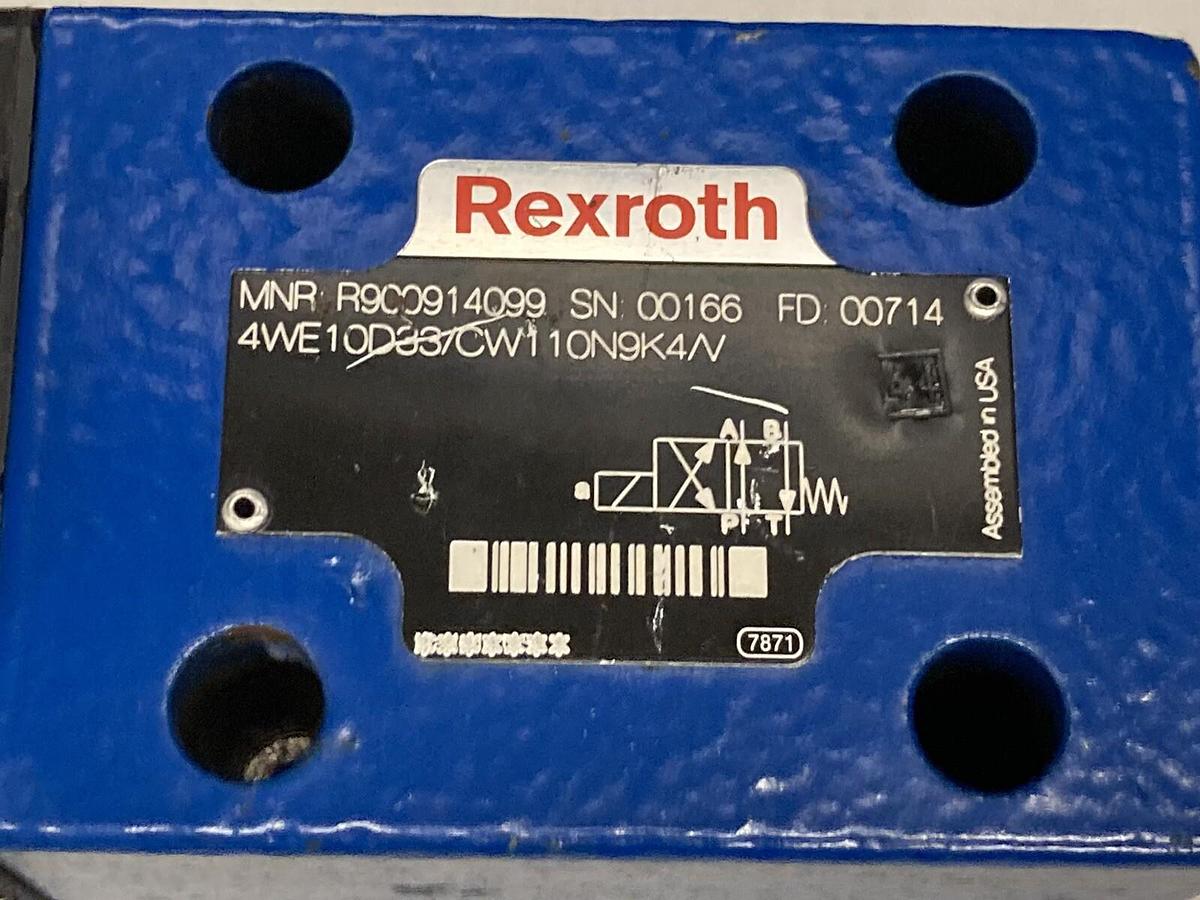 Rexroth
MNR: R900914099 SN: 00166 FD: 00714
4WE10D33/CW110N9K4/V
A B
a
P T
Assembled in USA
7871